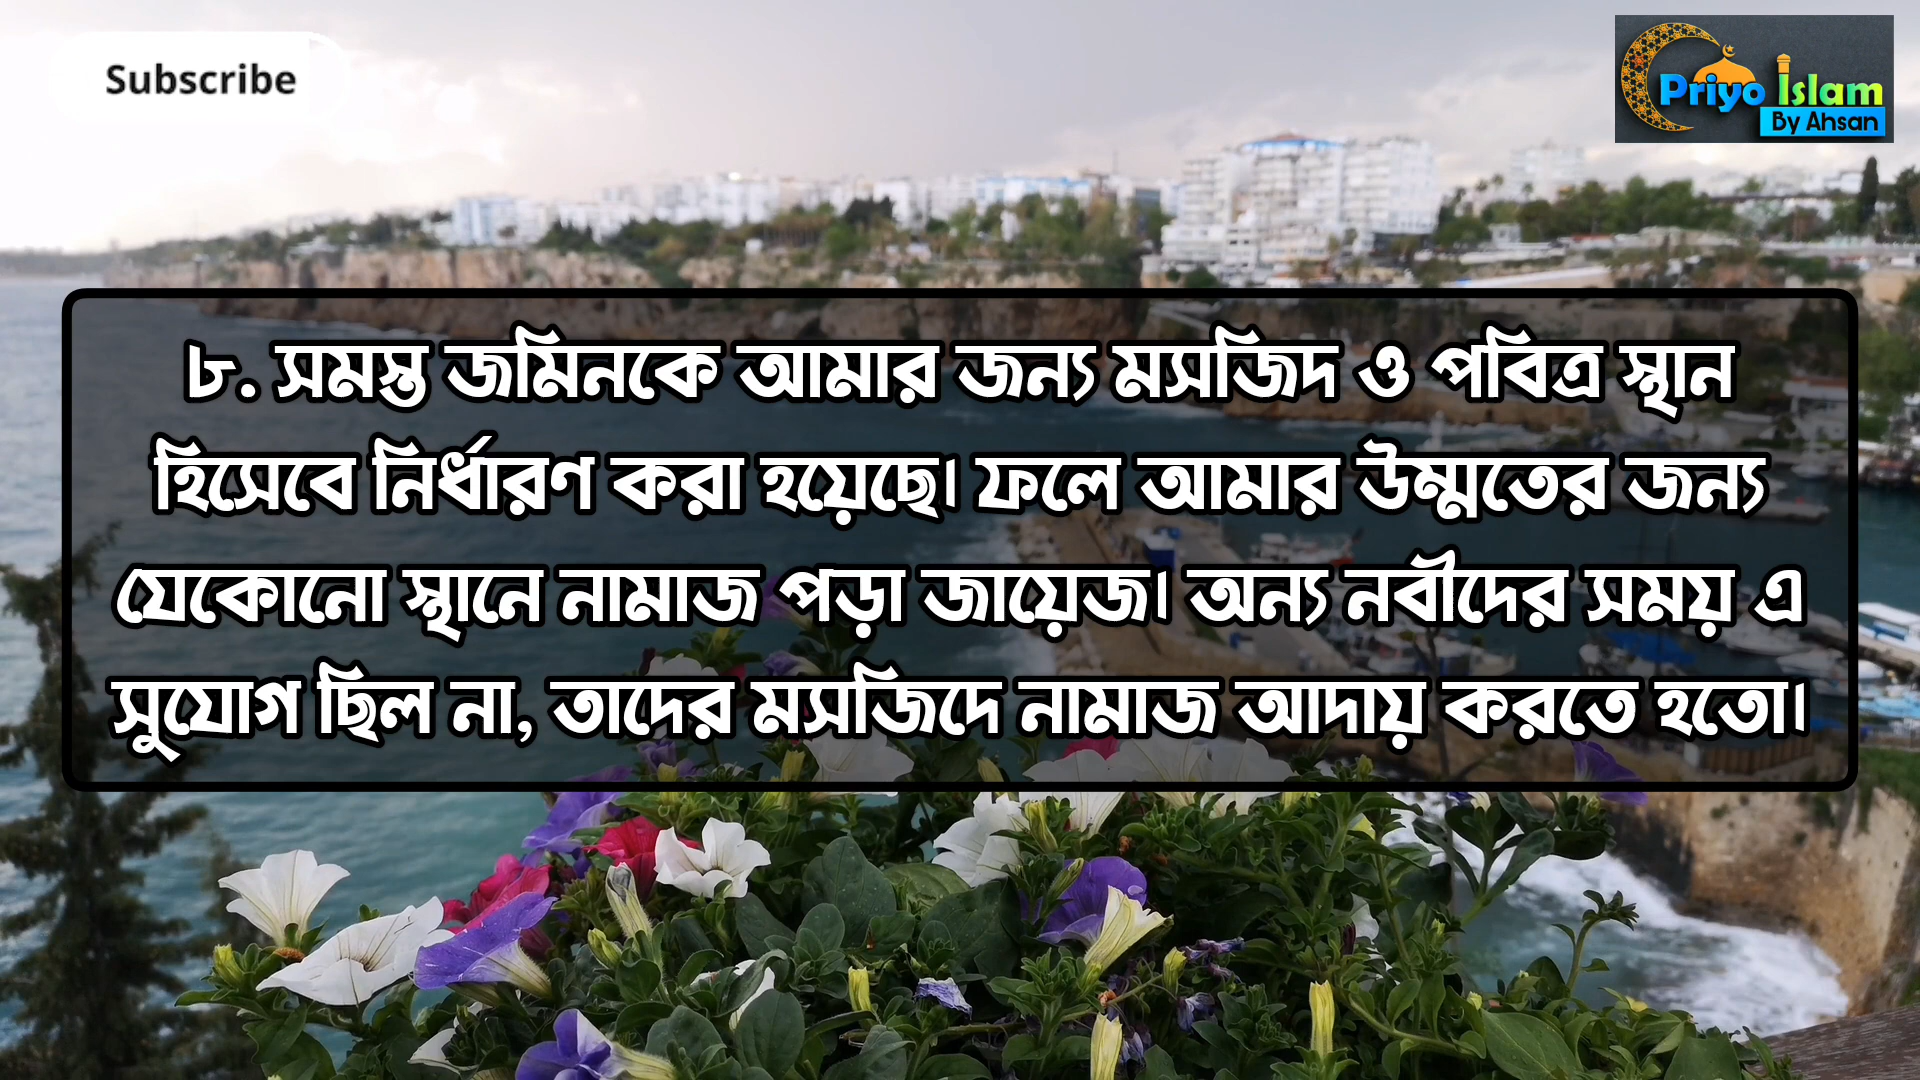 Subscribe
Priyo Islam
By Ahsan
৮. সমস্ত জমিনকে আমার জন্য মসজিদ ও পবিত্র স্থান
হিসেবে নির্ধারণ করা হয়েছে। ফলে আমার উম্মতের জন্য
যেকোনো স্থানে নামাজ পড়া জায়েজ। অন্য নবীদের সময় এ
সুযোগ ছিল না, তাদের মসজিদে নামাজ আদায় করতে হতো।